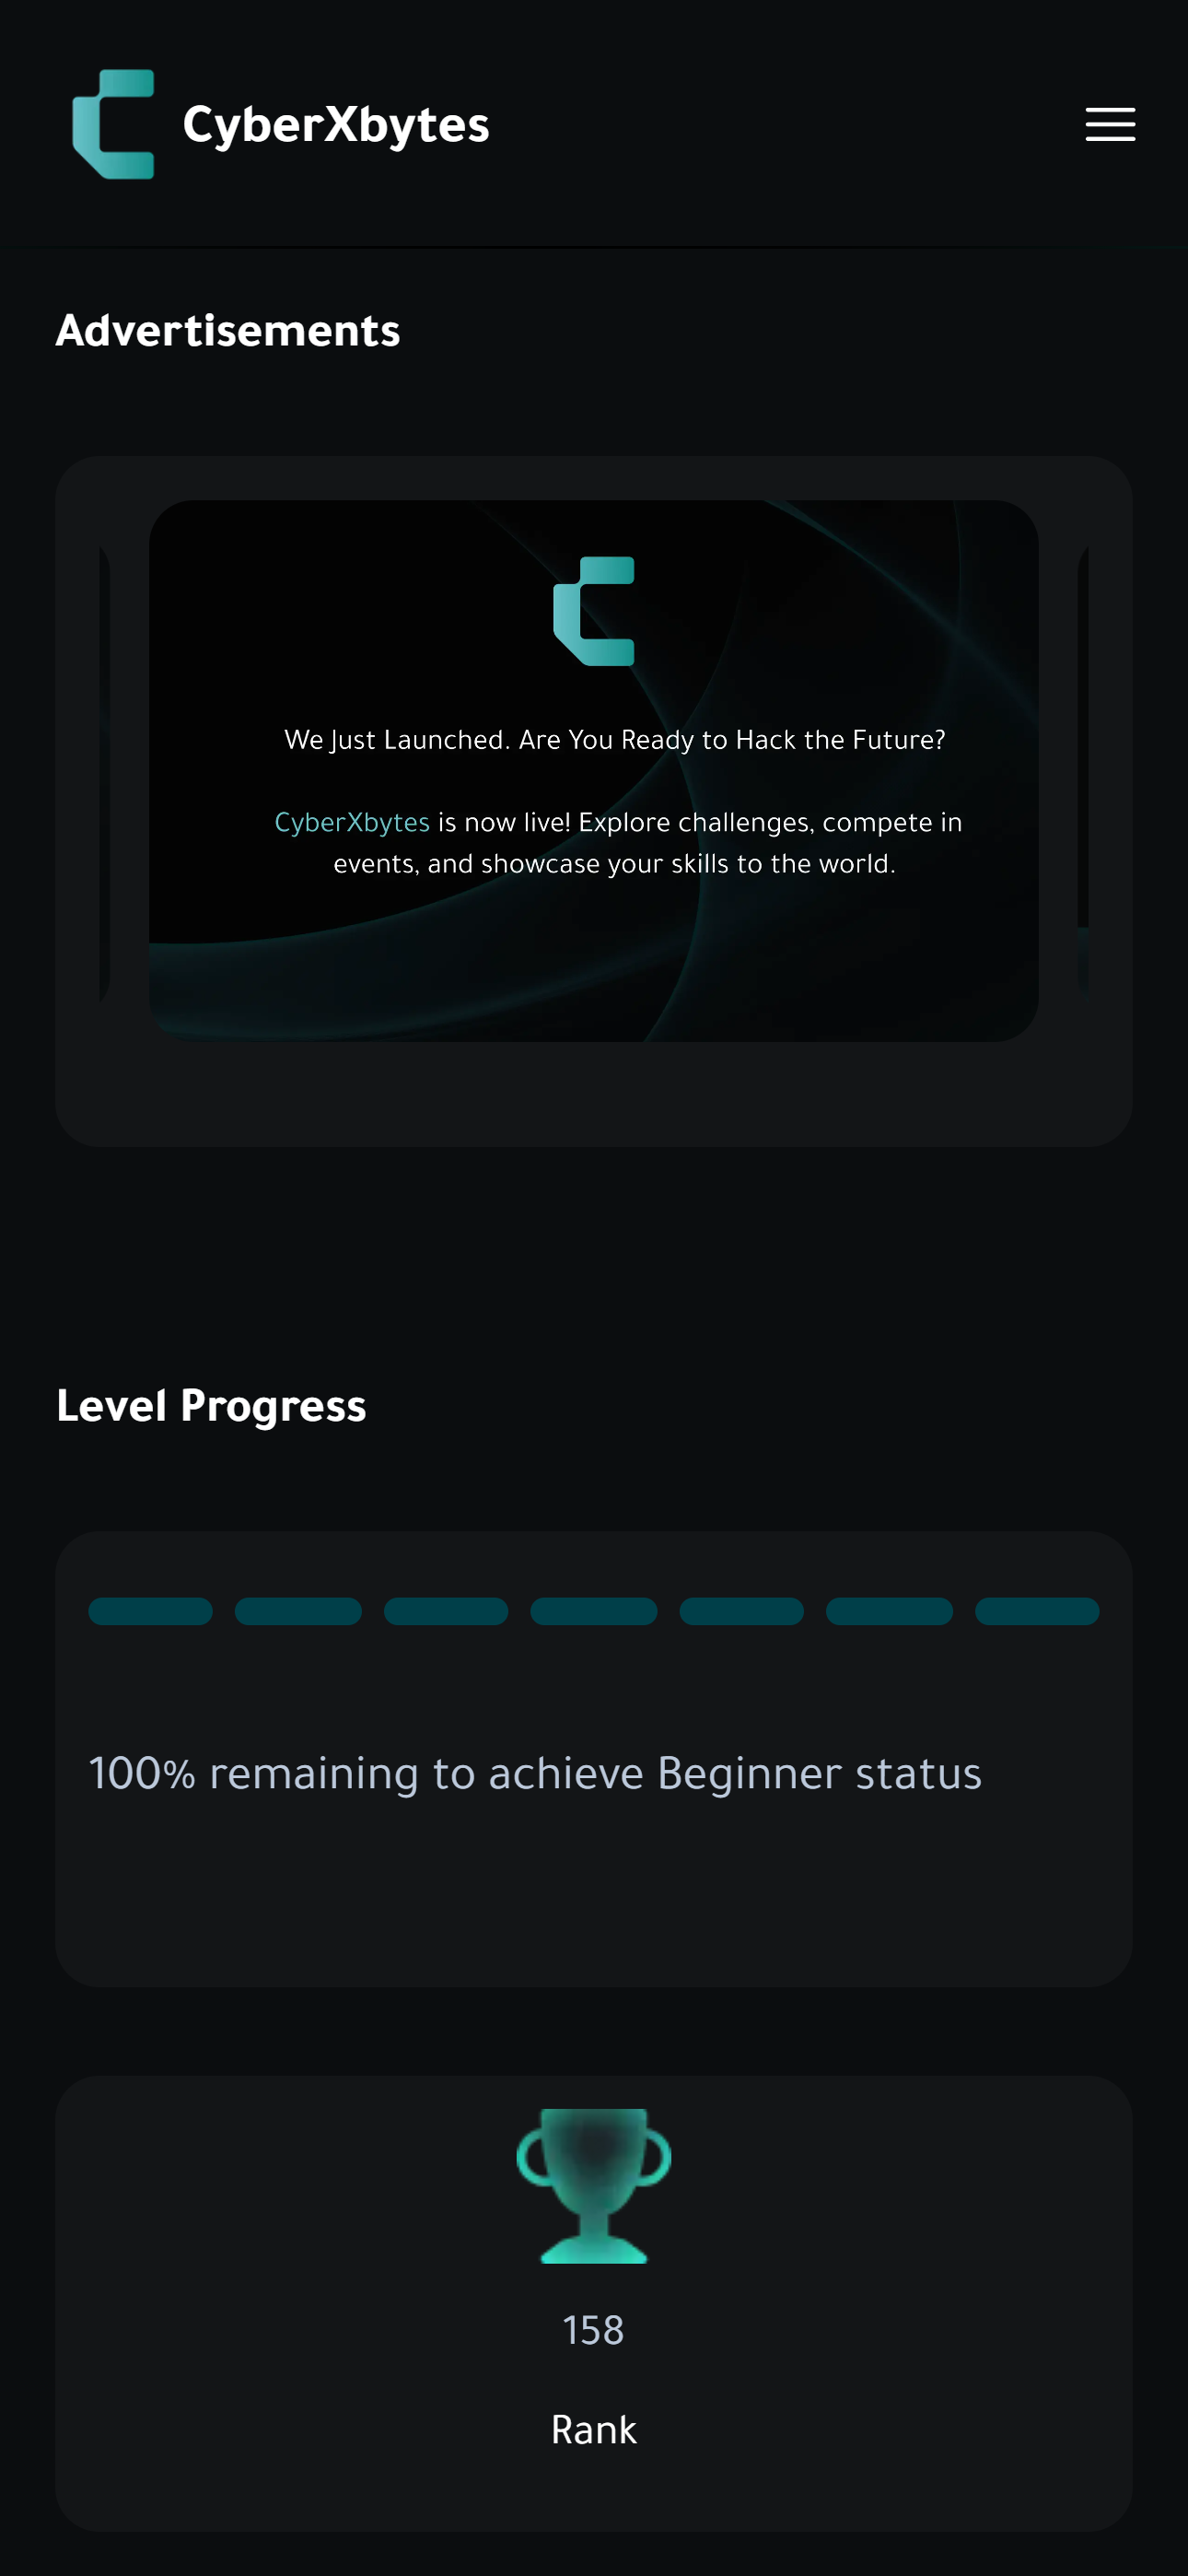 CyberXbytes
Advertisements
We Just Launched. Are You Ready to Hack the Future?
CyberXbytes is now live! Explore challenges, compete in
events, and showcase your skills to the world.
Level Progress
100% remaining to achieve Beginner status
158
Rank